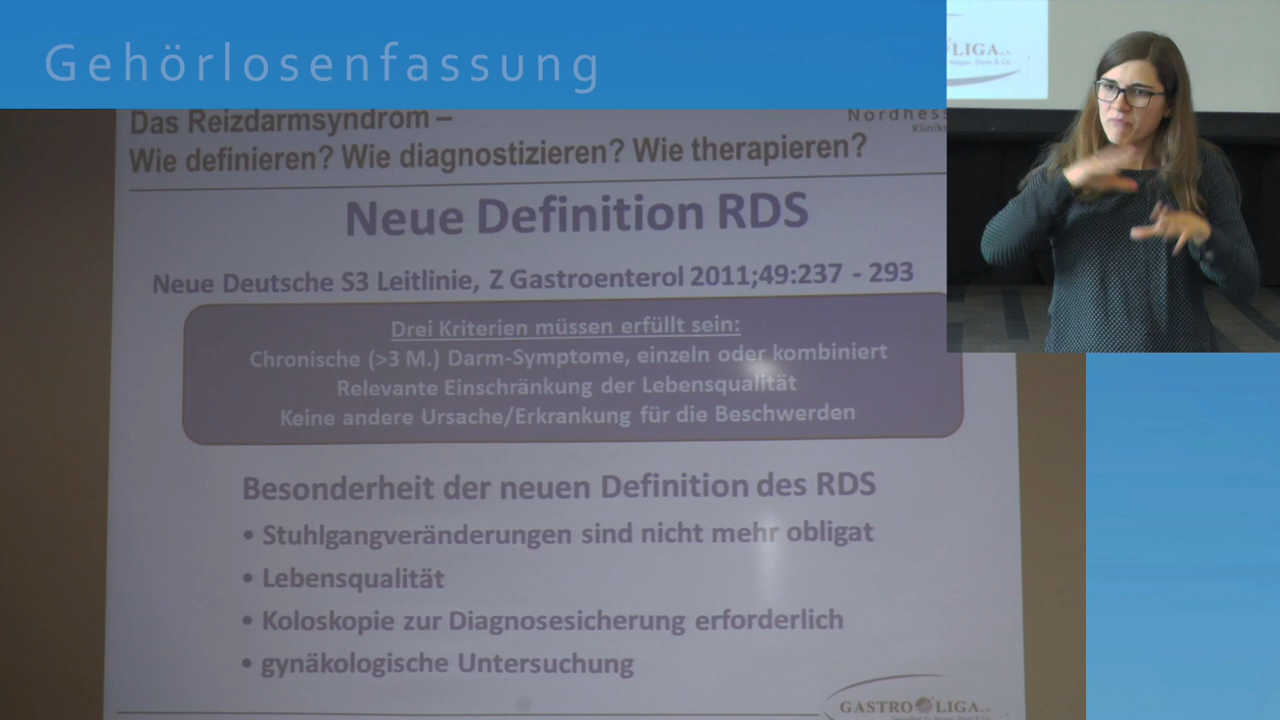 Gehörlosenfassung
LIGA
Das Reizdarmsyndrom –
Wie definieren? Wie diagnostizieren? Wie therapieren?
Neue Definition RDS
Neue Deutsche S3 Leitlinie, Z Gastroenterol 2011;49:237 - 293
Drei Kriterien müssen erfüllt sein:
Chronische (>3 M.) Darm-Symptome, einzeln oder kombiniert
Relevante Einschränkung der Lebensqualität
Keine andere Ursache/Erkrankung für die Beschwerden
Besonderheit der neuen Definition des RDS
• Stuhlgangveränderungen sind nicht mehr obligat
• Lebensqualität
• Koloskopie zur Diagnosesicherung erforderlich
• gynäkologische Untersuchung
GASTRO LIGA